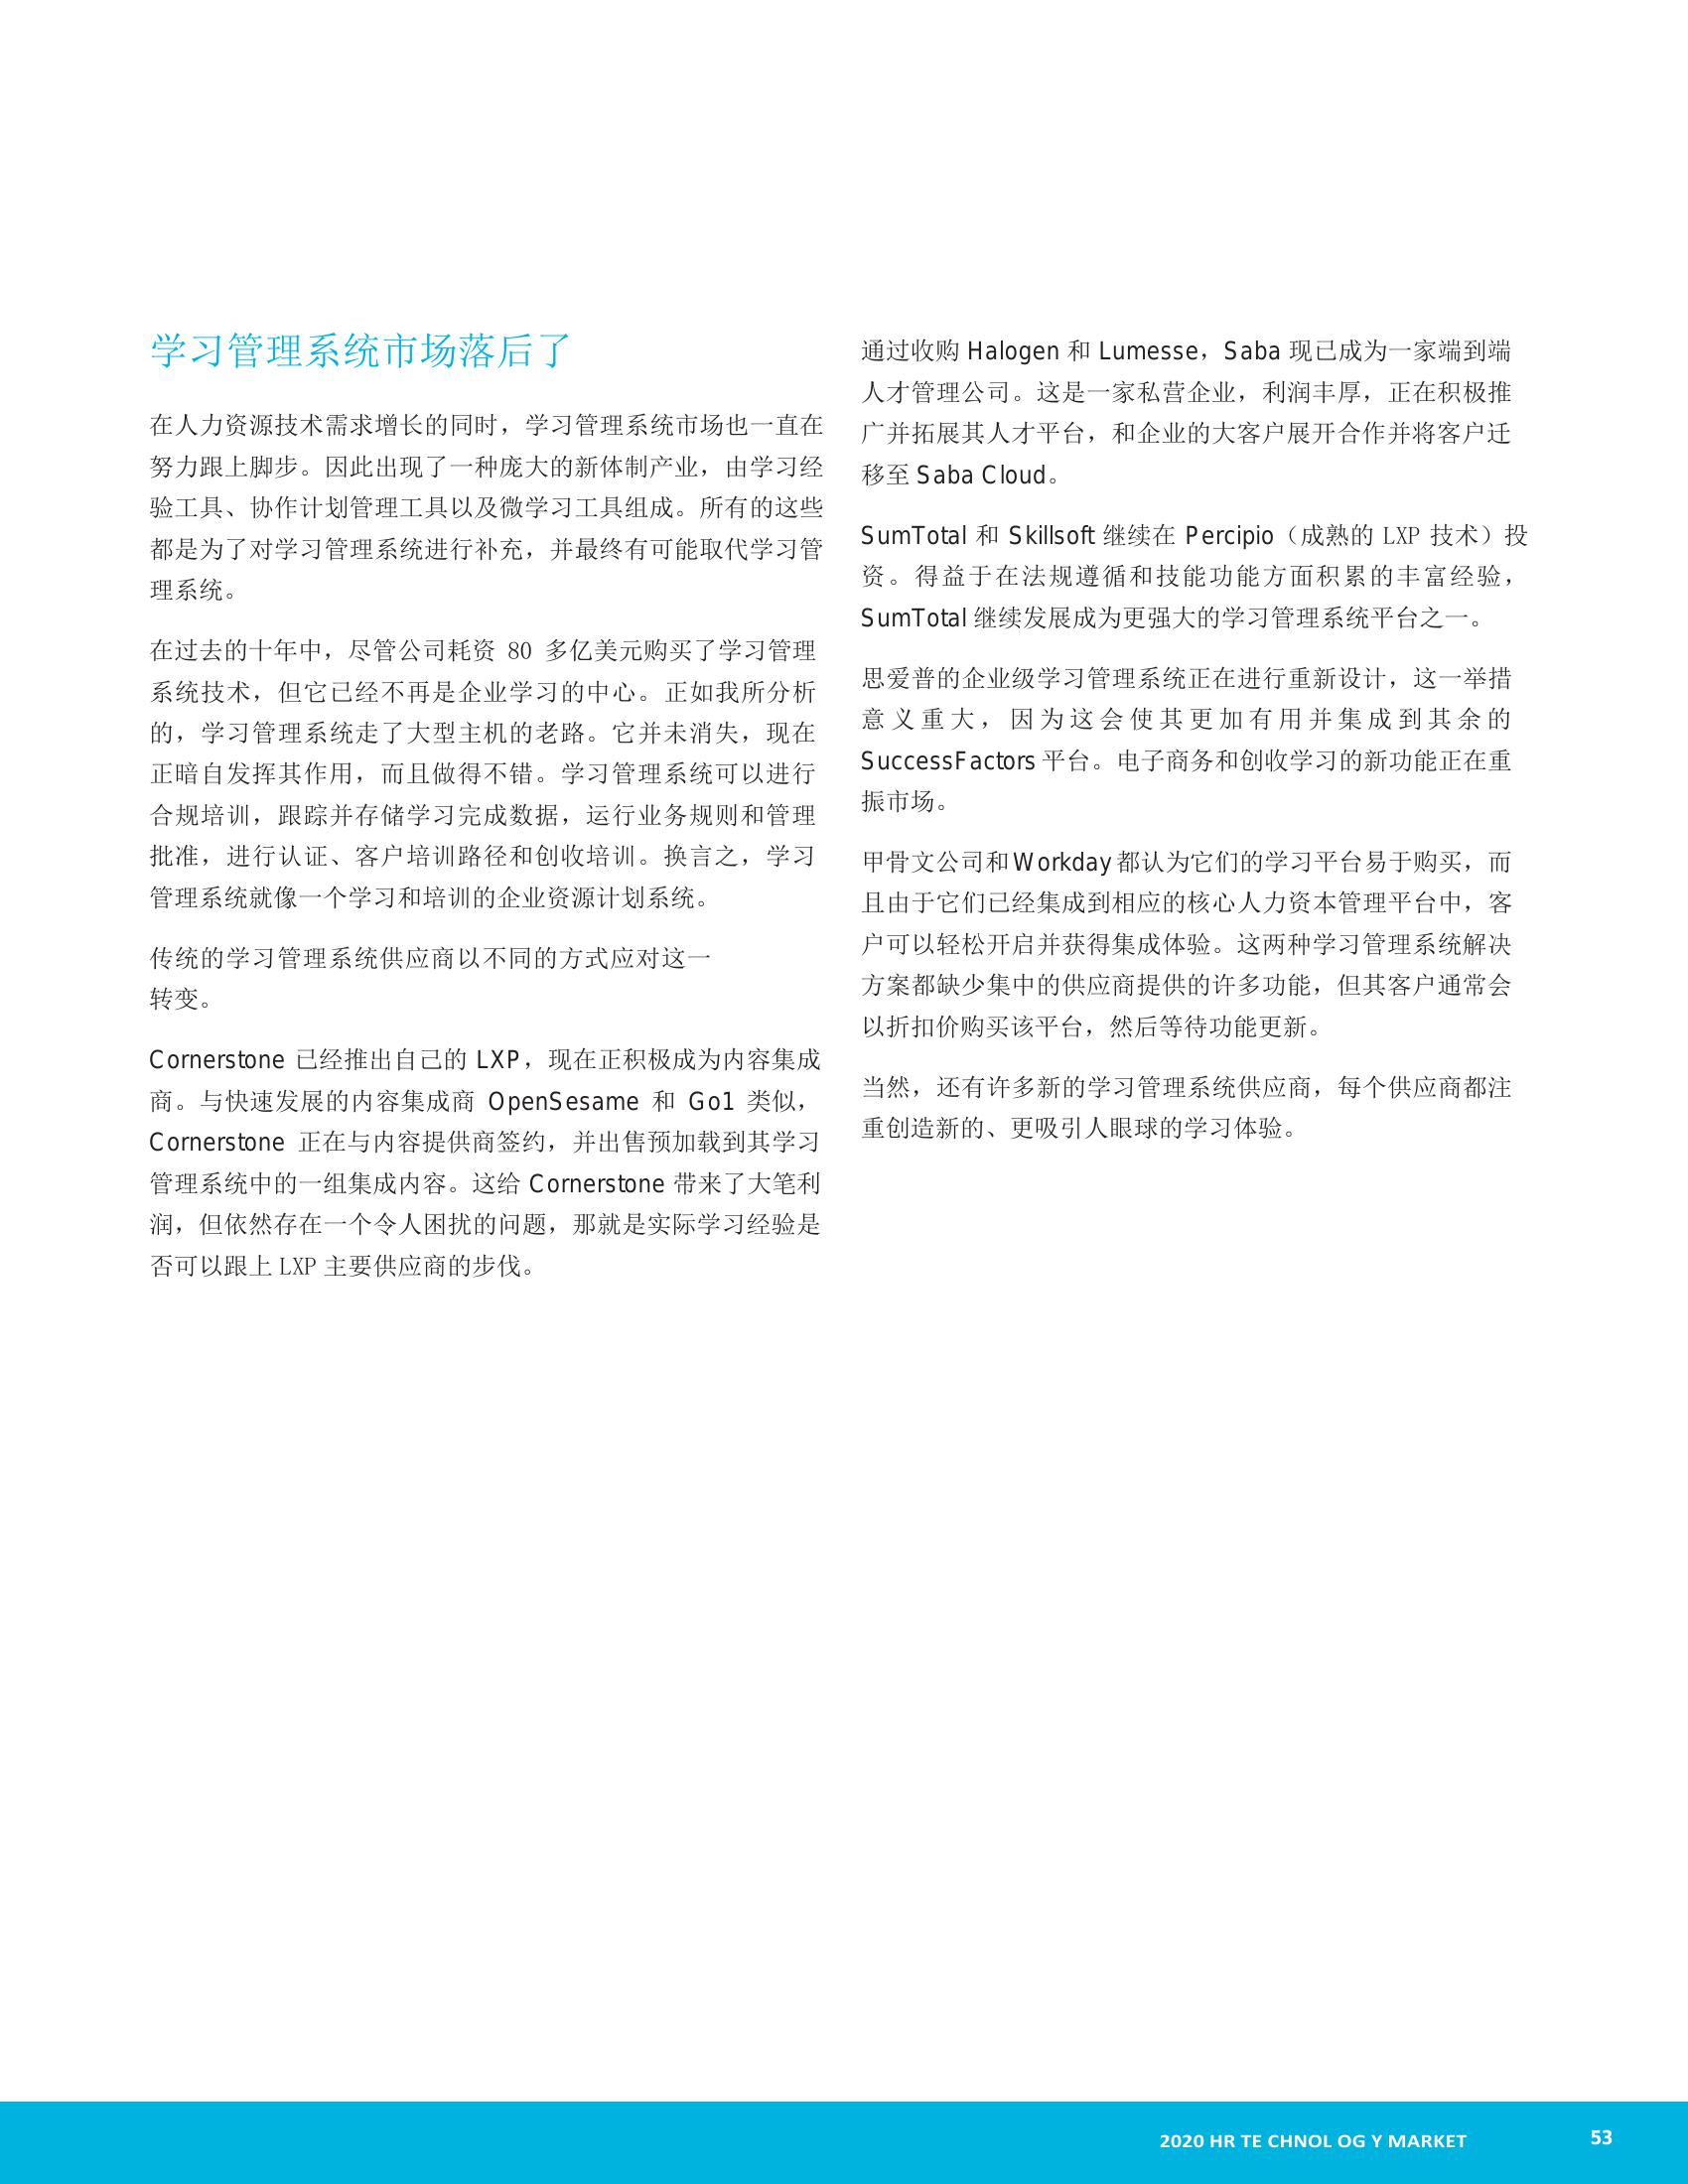 学习管理系统市场落后了
在人力资源技术需求增长的同时，学习管理系统市场也一直在
努力跟上脚步。因此出现了一种庞大的新体制产业，由学习经
验工具、协作计划管理工具以及微学习工具组成。所有的这些
都是为了对学习管理系统进行补充，并最终有可能取代学习管
理系统。
在过去的十年中，尽管公司耗资 80 多亿美元购买了学习管理
系统技术，但它已经不再是企业学习的中心。正如我所分析
的，学习管理系统走了大型主机的老路。它并未消失，现在
正暗自发挥其作用，而且做得不错。学习管理系统可以进行
合规培训，跟踪并存储学习完成数据，运行业务规则和管理
批准，进行认证、客户培训路径和创收培训。换言之，学习
管理系统就像一个学习和培训的企业资源计划系统。
传统的学习管理系统供应商以不同的方式应对这一
转变。
Cornerstone 已经推出自己的 LXP，现在正积极成为内容集成
商。与快速发展的内容集成商 OpenSesame 和 Go1 类似，
Cornerstone 正在与内容提供商签约，并出售预加载到其学习
管理系统中的一组集成内容。这给 Cornerstone 带来了大笔利
润，但依然存在一个令人困扰的问题，那就是实际学习经验是
否可以跟上 LXP 主要供应商的步伐。
通过收购 Halogen 和 Lumesse，Saba 现已成为一家端到端
人才管理公司。这是一家私营企业，利润丰厚，正在积极推
广并拓展其人才平台，和企业的大客户展开合作并将客户迁
移至 Saba Cloud。
SumTotal 和 Skillsoft 继续在 Percipio（成熟的 LXP 技术）投
资。得益于在法规遵循和技能功能方面积累的丰富经验，
SumTotal 继续发展成为更强大的学习管理系统平台之一。
思爱普的企业级学习管理系统正在进行重新设计，这一举措
意义重大，因为这会使其更加有用并集成到其余的
SuccessFactors 平台。电子商务和创收学习的新功能正在重
振市场。
甲骨文公司和 Workday 都认为它们的学习平台易于购买，而
且由于它们已经集成到相应的核心人力资本管理平台中，客
户可以轻松开启并获得集成体验。这两种学习管理系统解决
方案都缺少集中的供应商提供的许多功能，但其客户通常会
以折扣价购买该平台，然后等待功能更新。
当然，还有许多新的学习管理系统供应商，每个供应商都注
重创造新的、更吸引人眼球的学习体验。
2020 HR TE CHNOL OG Y MARKET 53